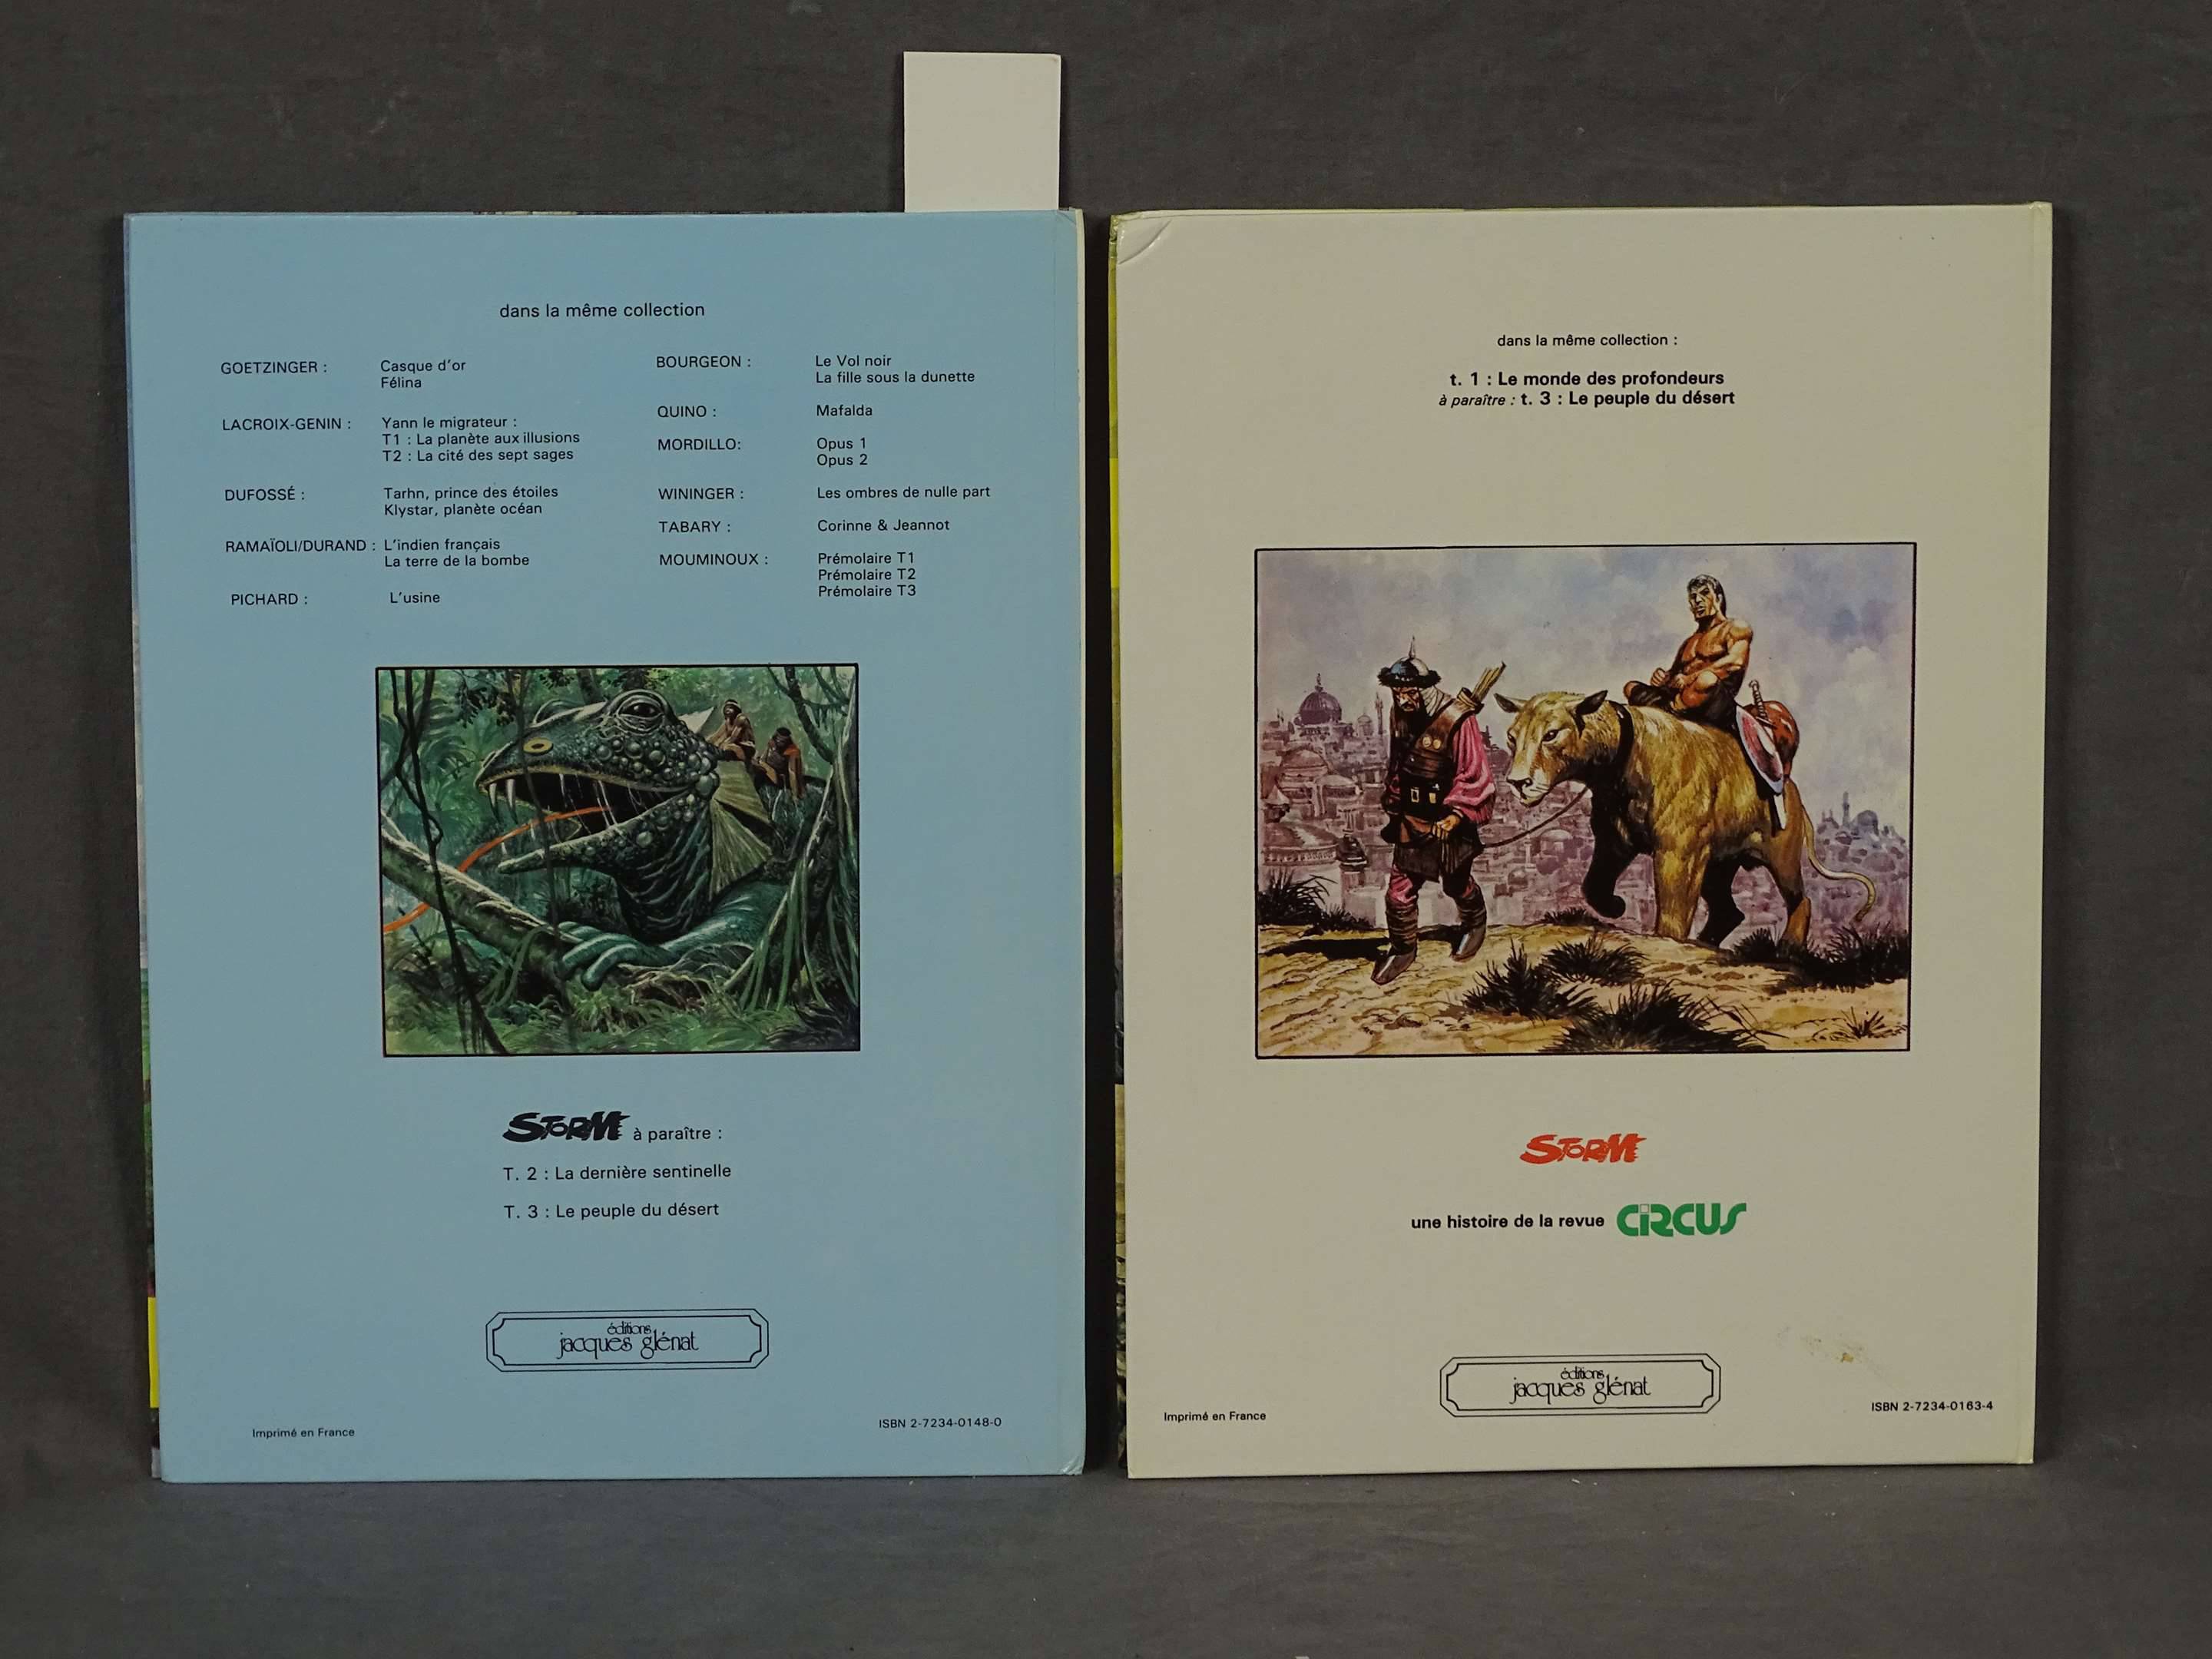 dans la même collection
GOETZINGER : Casque d'or
Félina
LACROIX-GENIN : Yann le migrateur :
T1 : La planète aux illusions
T2 : La cité des sept sages
DUFOSSÉ : Tarhn, prince des étoiles
Klystar, planète océan
RAMAÏOLI/DURAND : L'indien français
La terre de la bombe
PICHARD : L'usine
BOURGEON : Le Vol noir
La fille sous la dunette
QUINO : Mafalda
MORDILLO: Opus 1
Opus 2
WININGER : Les ombres de nulle part
TABARY : Corinne & Jeannot
MOUMINOUX : Prémolaire T1
Prémolaire T2
Prémolaire T3
STORM à paraître :
T. 2 : La dernière sentinelle
T. 3 : Le peuple du désert
éditions
jacques glénat
Imprimé en France
ISBN 2-7234-0148-0
dans la même collection :
t. 1 : Le monde des profondeurs
à paraître : t. 3 : Le peuple du désert
STORM
une histoire de la revue CIRCUS
éditions
jacques glénat
Imprimé en France
ISBN 2-7234-0163-4